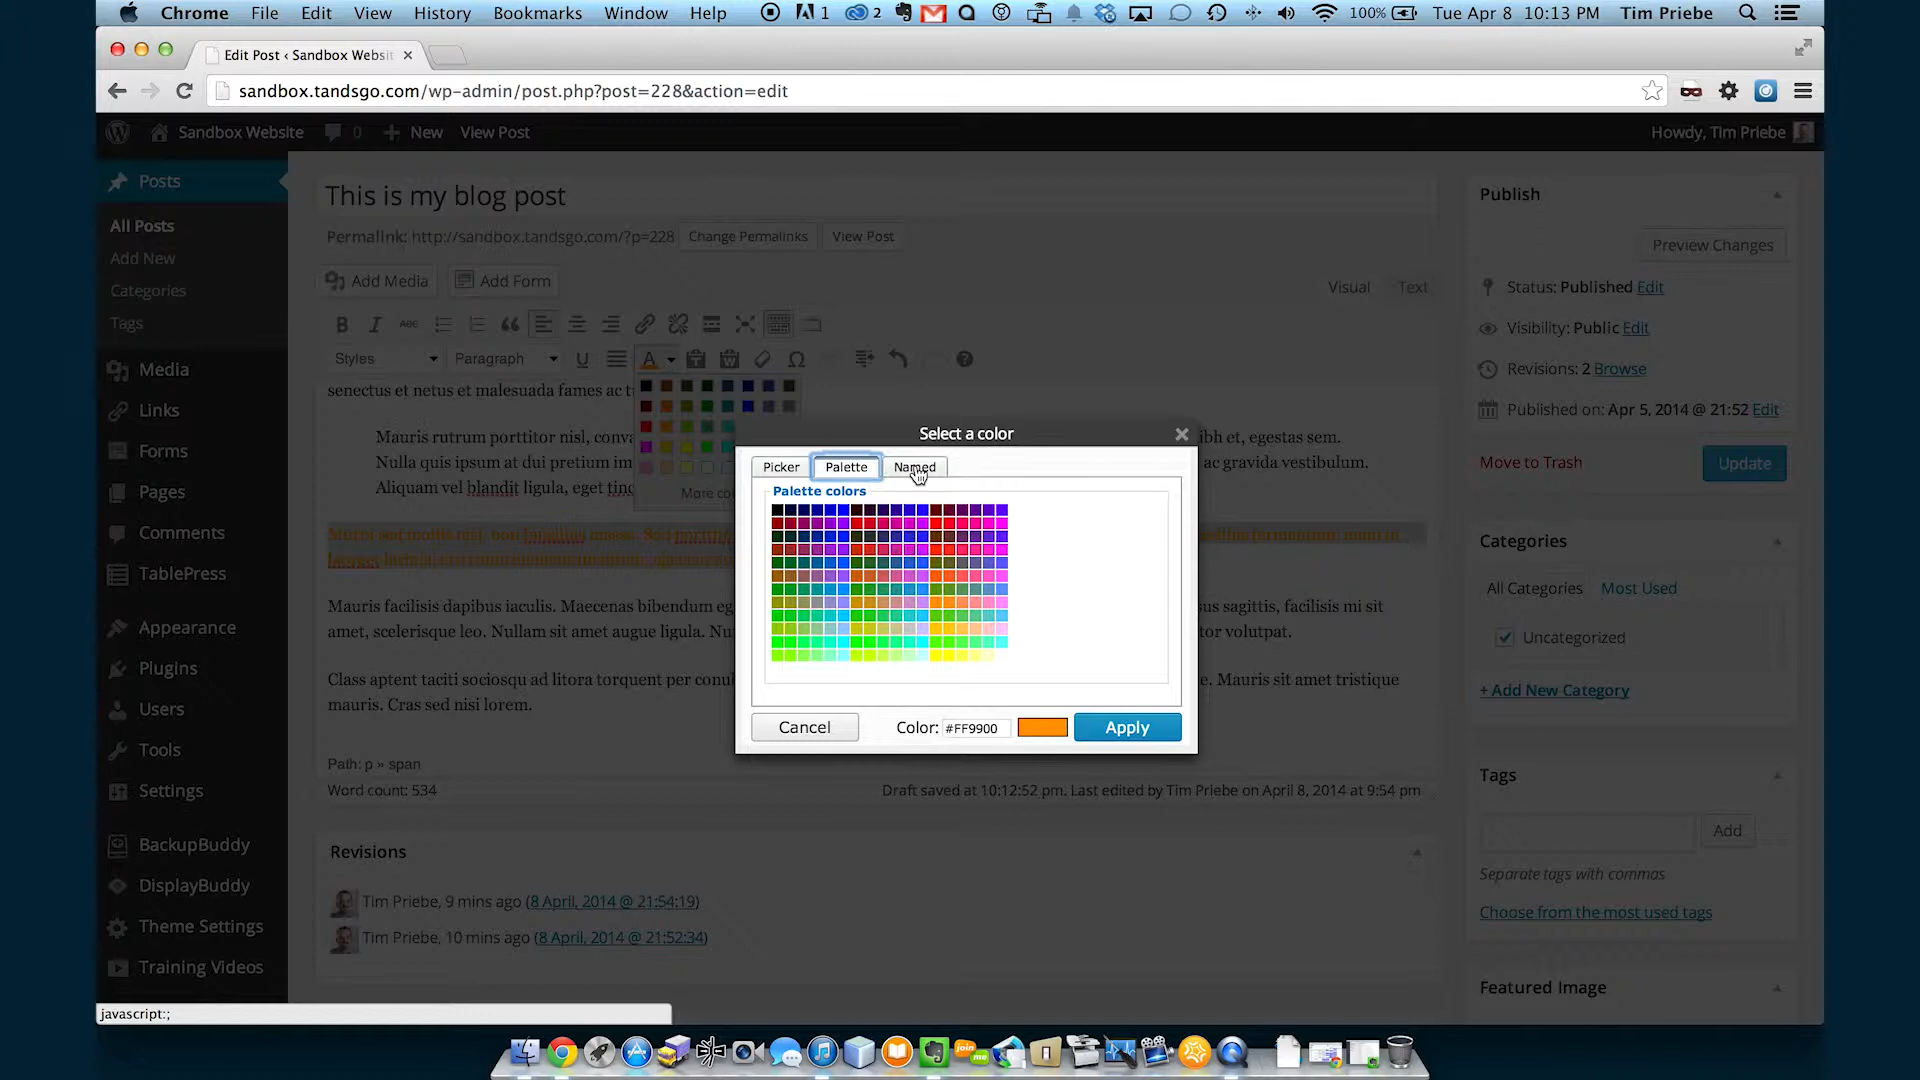 Chrome File Edit View History Bookmarks Window Help 1 2 100% Tue Apr 8 10:13 PM Tim Priebe
Edit Post ‹ Sandbox Websi
sandbox.tandsgo.com/wp-admin/post.php?post=228&action=edit
Sandbox Website 0 New View Post Howdy, Tim Priebe
Posts
All Posts
Add New
Categories
Tags
Media
Links
Forms
Pages
Comments
TablePress
Appearance
Plugins
Users
Tools
Settings
BackupBuddy
DisplayBuddy
Theme Settings
Training Videos
This is my blog post
Permalink: http://sandbox.tandsgo.com/?p=228 Change Permalinks View Post
Add Media Add Form Visual Text
B I ABC
Styles Paragraph U A
senectus et netus et malesuada fames ac
Mauris rutrum porttitor nisl, ibh et, egestas sem.
Nulla quis ipsum at dui pretium ac gravida vestibulum.
Aliquam vel blandit ligula, eget
More
Mauris facilisis dapibus iaculis. Maecenas bibendum sagittis, facilisis mi sit
amet, scelerisque leo. Nullam sit amet augue ligula. tor volutpat.
Class aptent taciti sociosqu ad litora torquent per Mauris sit amet tristique
mauris. Cras sed nisi lorem.
Path: p » span
Word count: 534 Draft saved at 10:12:52 pm. Last edited by Tim Priebe on April 8, 2014 at 9:54 pm
Select a color
Picker Palette Named
Palette colors
Cancel Color: #FF9900 Apply
Revisions
Tim Priebe, 9 mins ago (8 April, 2014 @ 21:54:19)
Tim Priebe, 10 mins ago (8 April, 2014 @ 21:52:34)
Publish
Preview Changes
Status: Published Edit
Visibility: Public Edit
Revisions: 2 Browse
Published on: Apr 5, 2014 @ 21:52 Edit
Move to Trash Update
Categories
All Categories Most Used
Uncategorized
+ Add New Category
Tags
Add
Separate tags with commas
Choose from the most used tags
Featured Image
javascript:;
join me